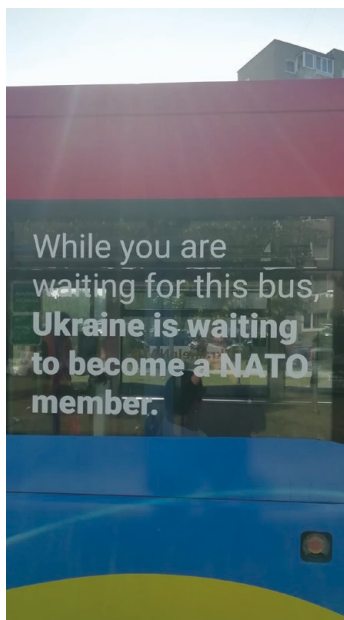 While you are
waiting for this bus,
Ukraine is waiting
to become a NATO
member.